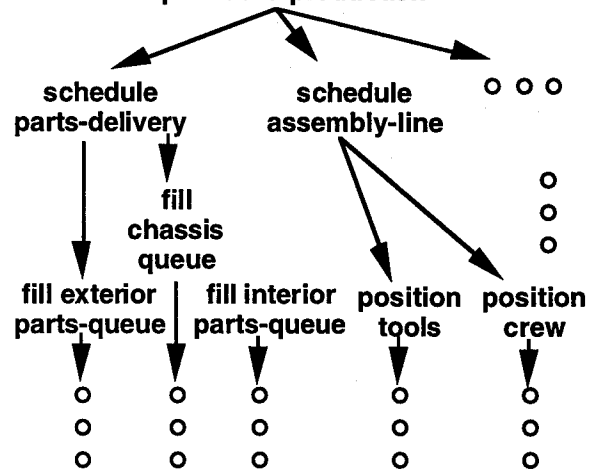 schedule
parts-delivery
schedule
assembly-line
fill
chassis
queue
fill exterior
parts-queue
fill interior
parts-queue
position
tools
position
crew